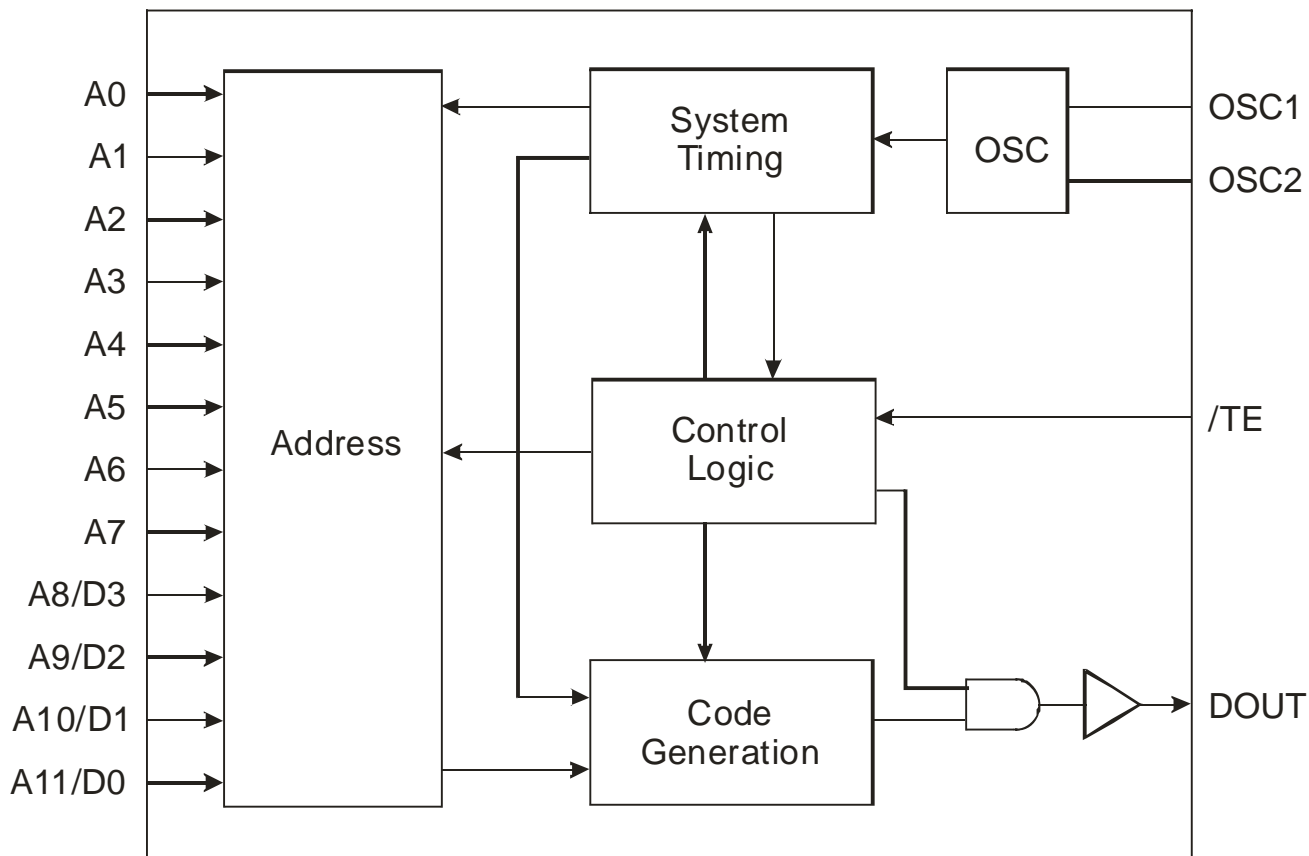 A0
A1
A2
A3
A4
A5
A6
A7
A8/D3
A9/D2
A10/D1
A11/D0
Address
System
Timing
OSC
Control
Logic
Code
Generation
OSC1
OSC2
/TE
DOUT